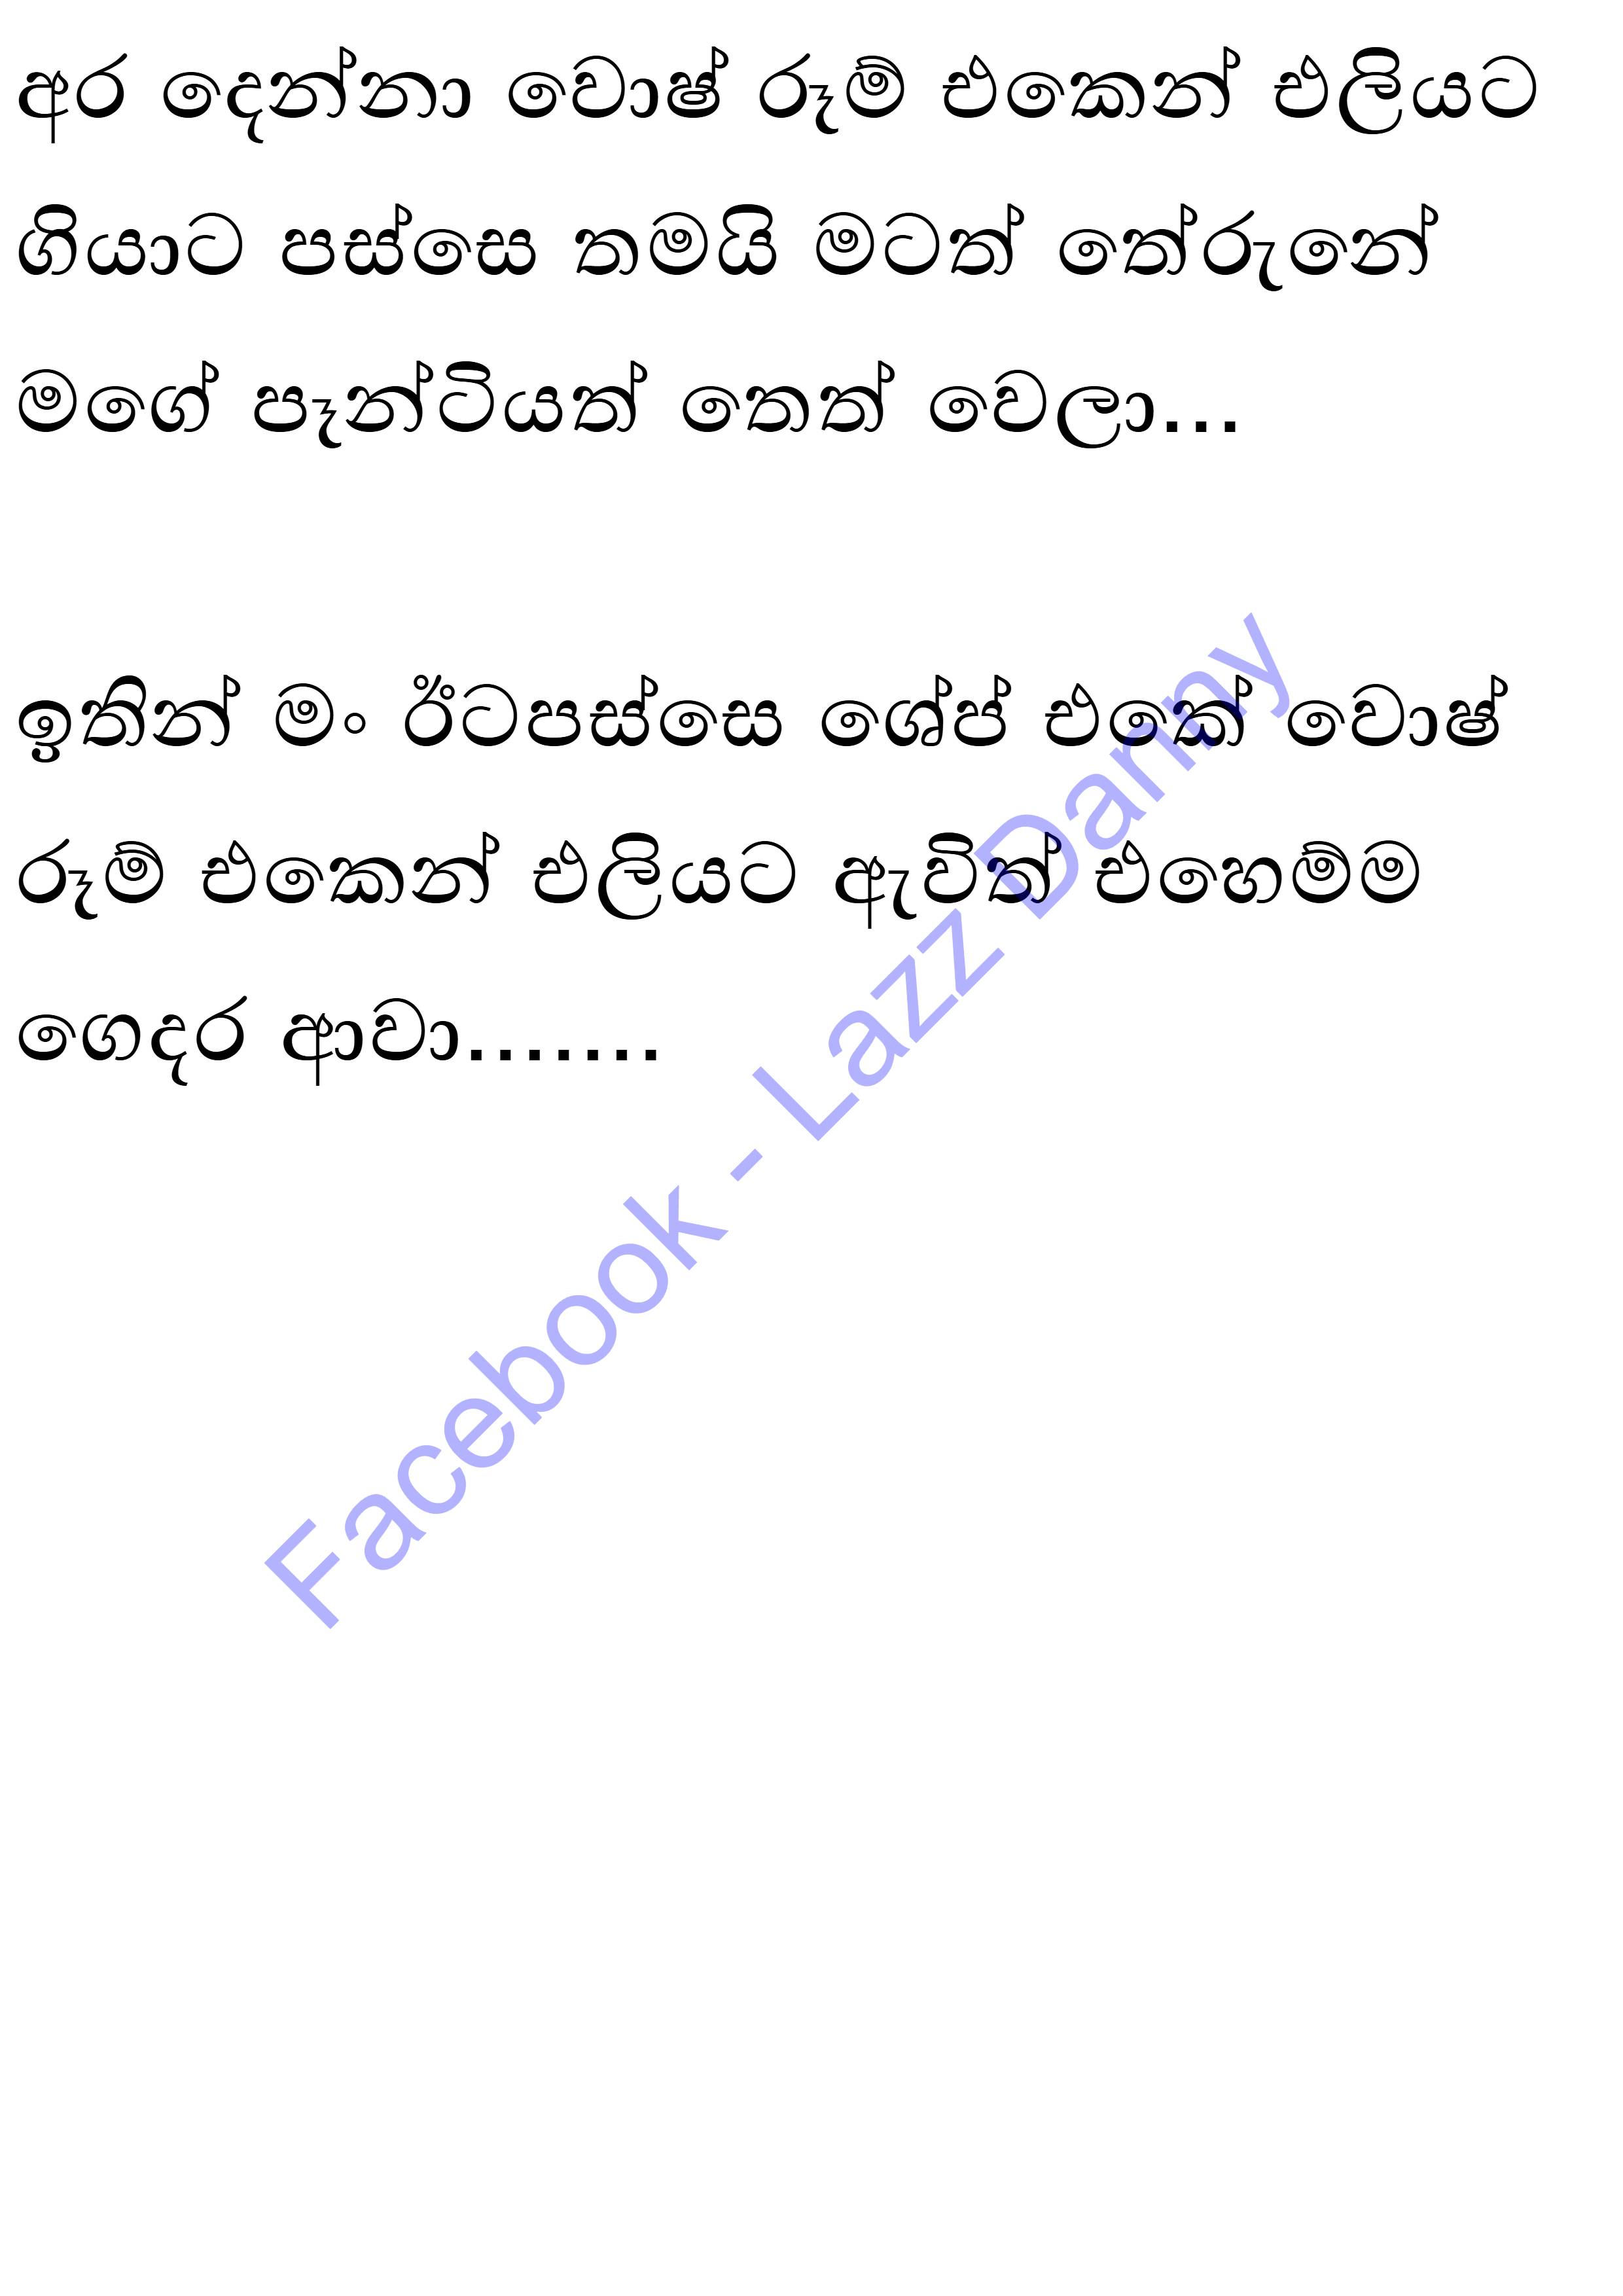 අර දෙන්නා වොෂ් රූම් එකෙන් එලියට
ගියාට පස්සෙ තමයි මටත් තේරුනේ
මගේ පැන්ටියත් තෙත් වෙලා...
ඉතින් මං ඊටපස්සෙ ශේප් එකේ වොෂ්
රූම් එකෙන් එලියට ඇවිත් එහෙම්ම
ගෙදර ආවා.......
Facebook - Lazz Danny